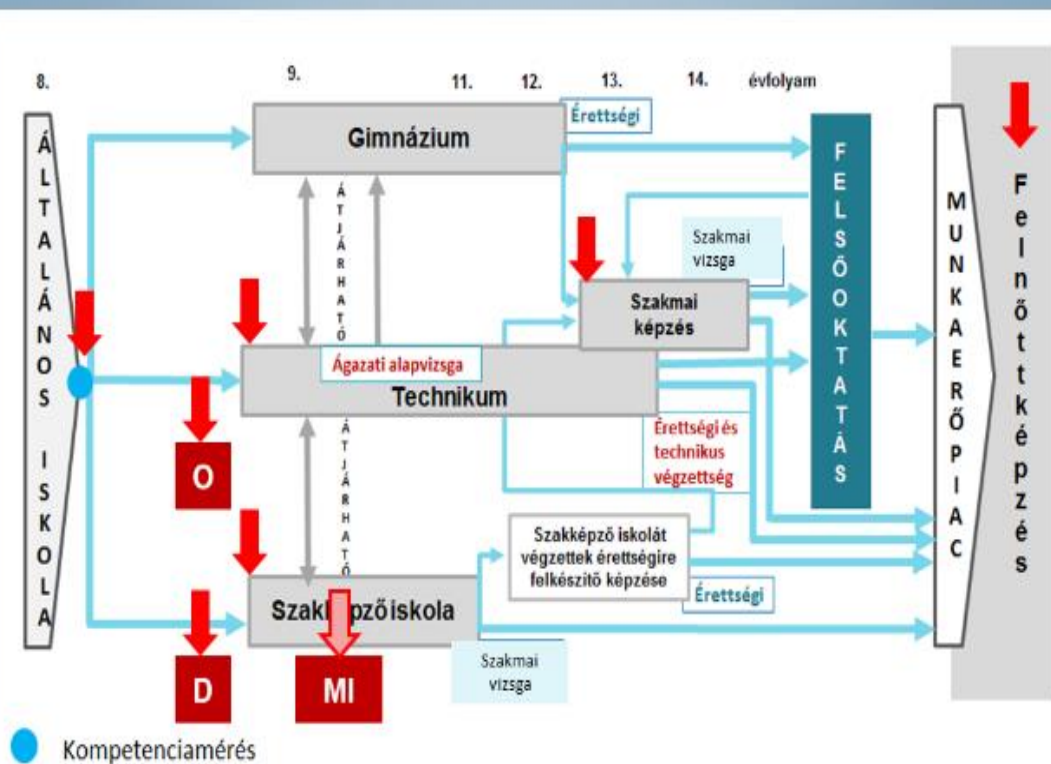 8.
9.
11.
12.
13.
14.
évfolyam
ÁLTALÁNOS ISKOLA
Gimnázium
Érettségi
ÁTJÁRHATÓ
Szakmai
vizsga
Szakmai
képzés
Ágazati alapvizsga
Technikum
Érettségi és
technikus
végzettség
O
ÁTJÁRHATÓ
Szakképző iskolát
végzettek érettségire
felkészítő képzése
Érettségi
Szakképzőiskola
Szakmai
vizsga
D
MI
FELSŐOKTATÁS
MUNKAERŐPIAC
Felnőttképzés
Kompetenciamérés